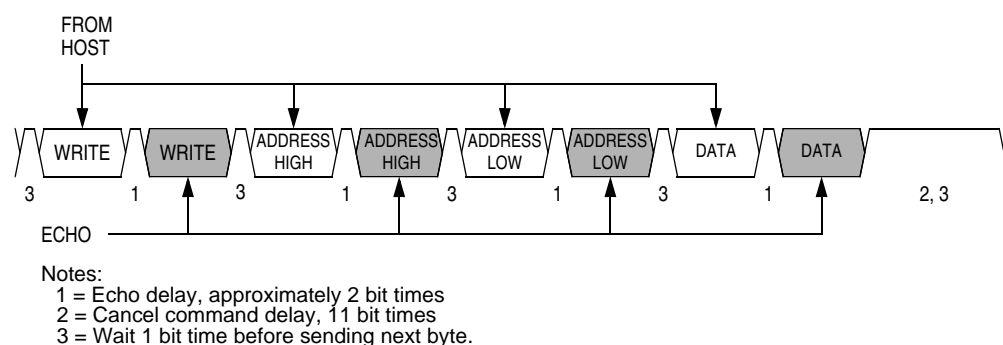 FROM
HOST
WRITE WRITE ADDRESS HIGH ADDRESS HIGH ADDRESS LOW ADDRESS LOW DATA DATA
3 1 3 1 3 1 3 1 2, 3
ECHO
Notes:
1 = Echo delay, approximately 2 bit times
2 = Cancel command delay, 11 bit times
3 = Wait 1 bit time before sending next byte.